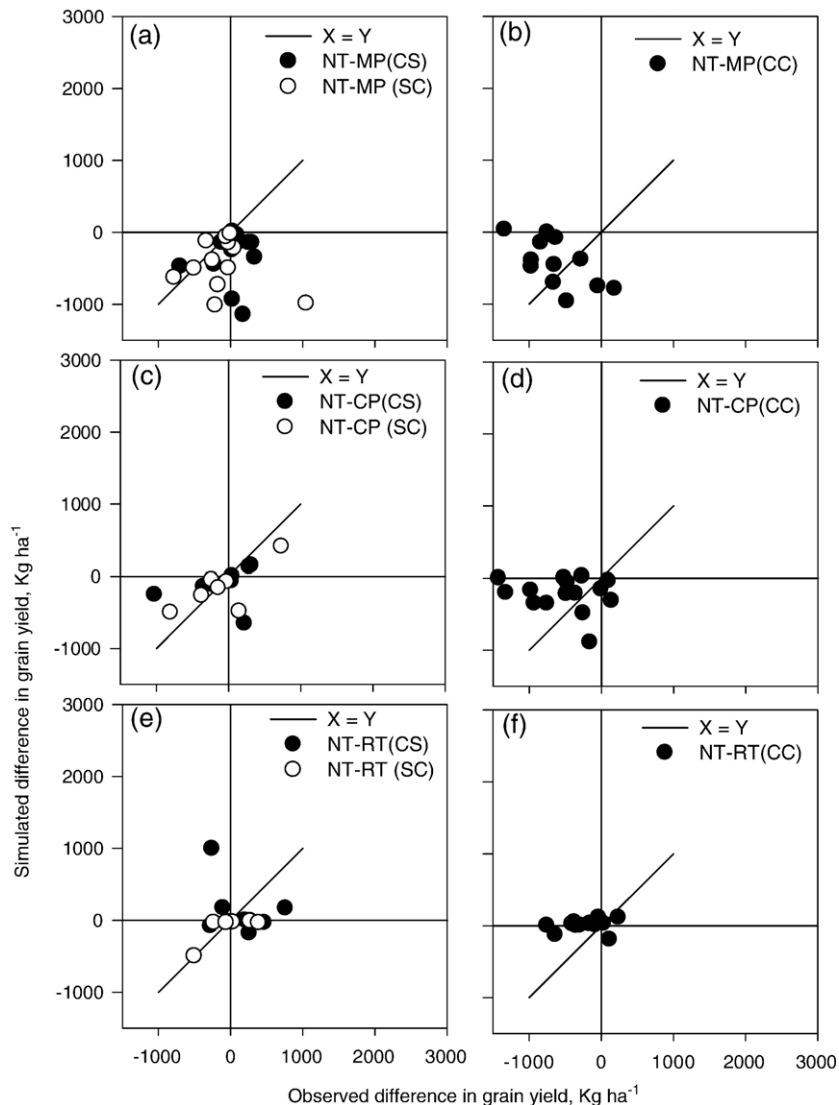 (a)
X = Y
NT-MP(CS)
NT-MP (SC)
3000
2000
1000
0
-1000
(b)
X = Y
NT-MP(CC)
(c)
X = Y
NT-CP(CS)
NT-CP (SC)
3000
2000
1000
0
-1000
(d)
X = Y
NT-CP(CC)
(e)
X = Y
NT-RT(CS)
NT-RT (SC)
3000
2000
1000
0
-1000
(f)
X = Y
NT-RT(CC)
-1000 0 1000 2000 3000
-1000 0 1000 2000 3000
Simulated difference in grain yield, Kg ha⁻¹
Observed difference in grain yield, Kg ha⁻¹